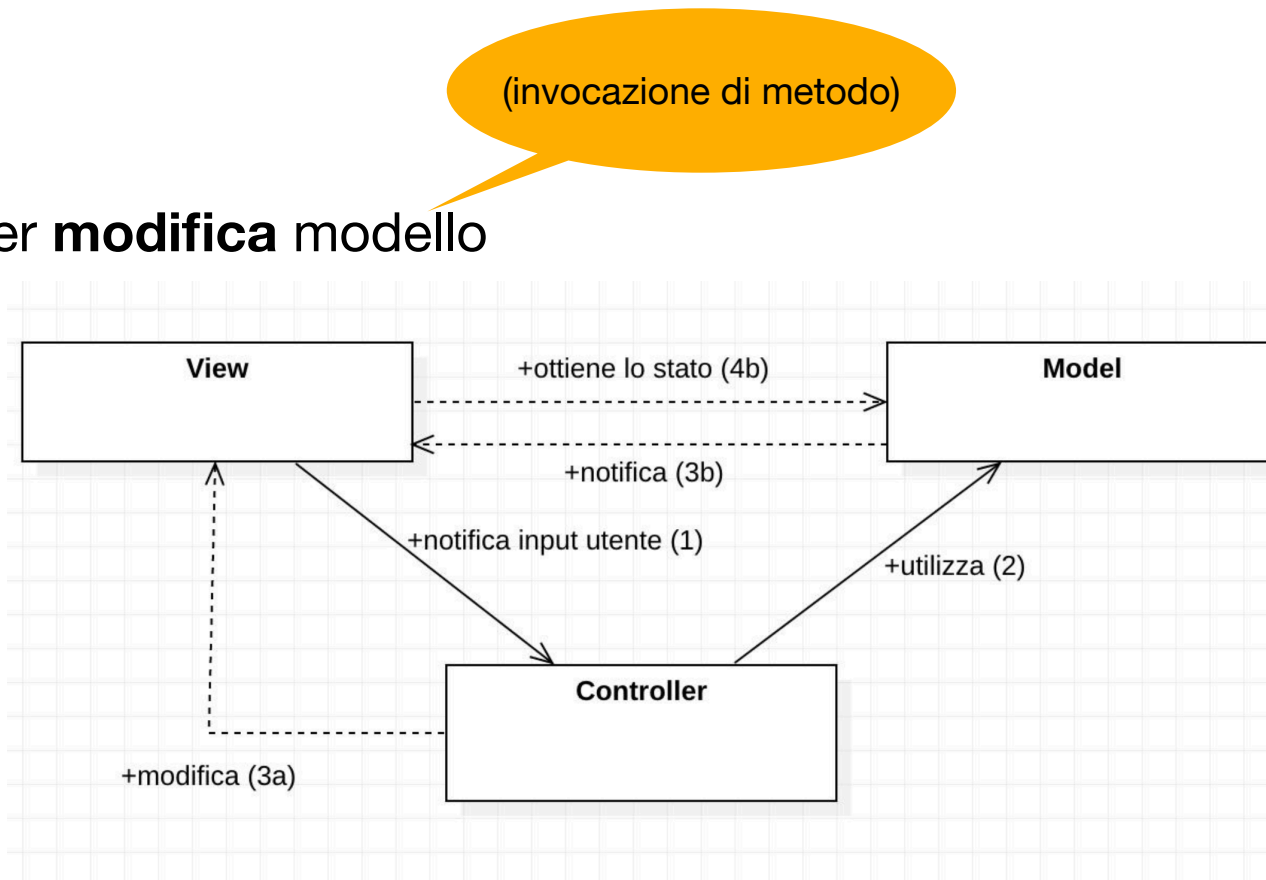 (invocazione di metodo)
er modifica modello
View
+ottiene lo stato (4b)
Model
+notifica (3b)
+notifica input utente (1)
+utilizza (2)
Controller
+modifica (3a)